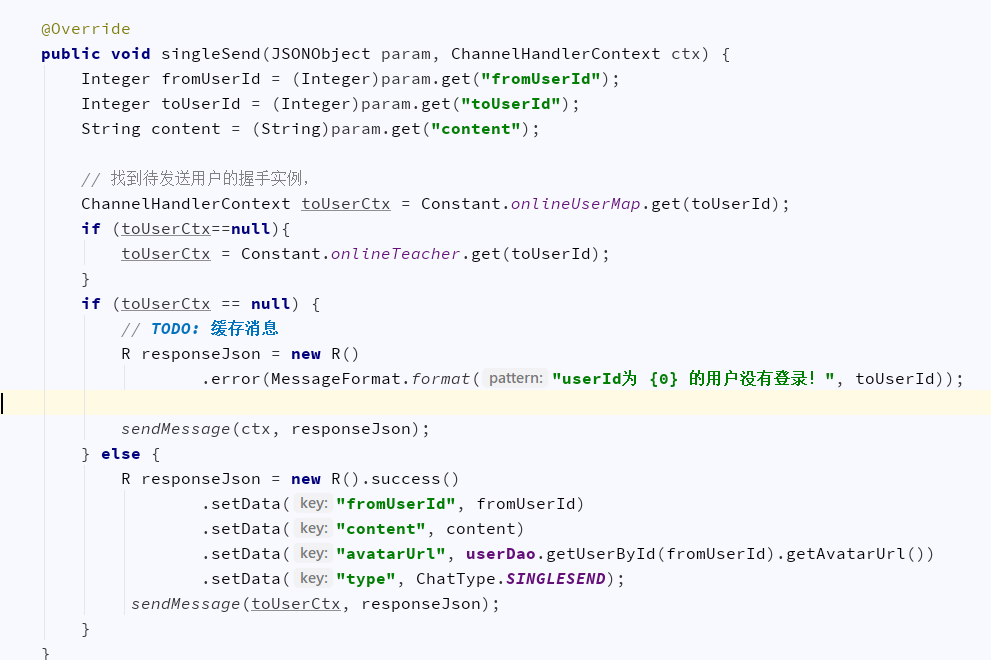 @Override
public void singleSend(JSONObject param, ChannelHandlerContext ctx) {
Integer fromUserId = (Integer)param.get("fromUserId");
Integer toUserId = (Integer)param.get("toUserId");
String content = (String)param.get("content");
// 找到待发送用户的握手实例,
ChannelHandlerContext toUserCtx = Constant.onlineUserMap.get(toUserId);
if (toUserCtx==null){
toUserCtx = Constant.onlineTeacher.get(toUserId);
}
if (toUserCtx == null) {
// TODO: 缓存消息
R responseJson = new R()
.error(MessageFormat.format( pattern: "userId为 {0} 的用户没有登录! ", toUserId));
sendMessage(ctx, responseJson);
} else {
R responseJson = new R().success()
.setData( key: "fromUserId", fromUserId)
.setData( key: "content", content)
.setData( key: "avatarUrl", userDao.getUserById(fromUserId).getAvatarUrl())
.setData( key: "type", ChatType.SINGLESEND);
sendMessage(toUserCtx, responseJson);
}
}